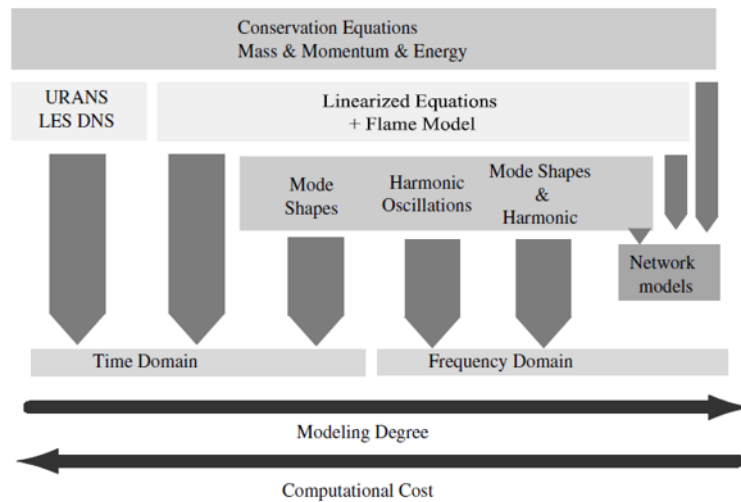 Conservation Equations
Mass & Momentum & Energy
URANS
LES DNS
Linearized Equations
+ Flame Model
Mode
Shapes
Harmonic
Oscillations
Mode Shapes
&
Harmonic
Network
models
Time Domain
Frequency Domain
Modeling Degree
Computational Cost